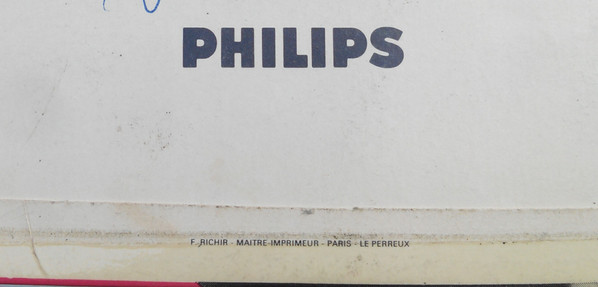 PHILIPS
F. RICHIR - MAITRE-IMPRIMEUR - PARIS - LE PERREUX